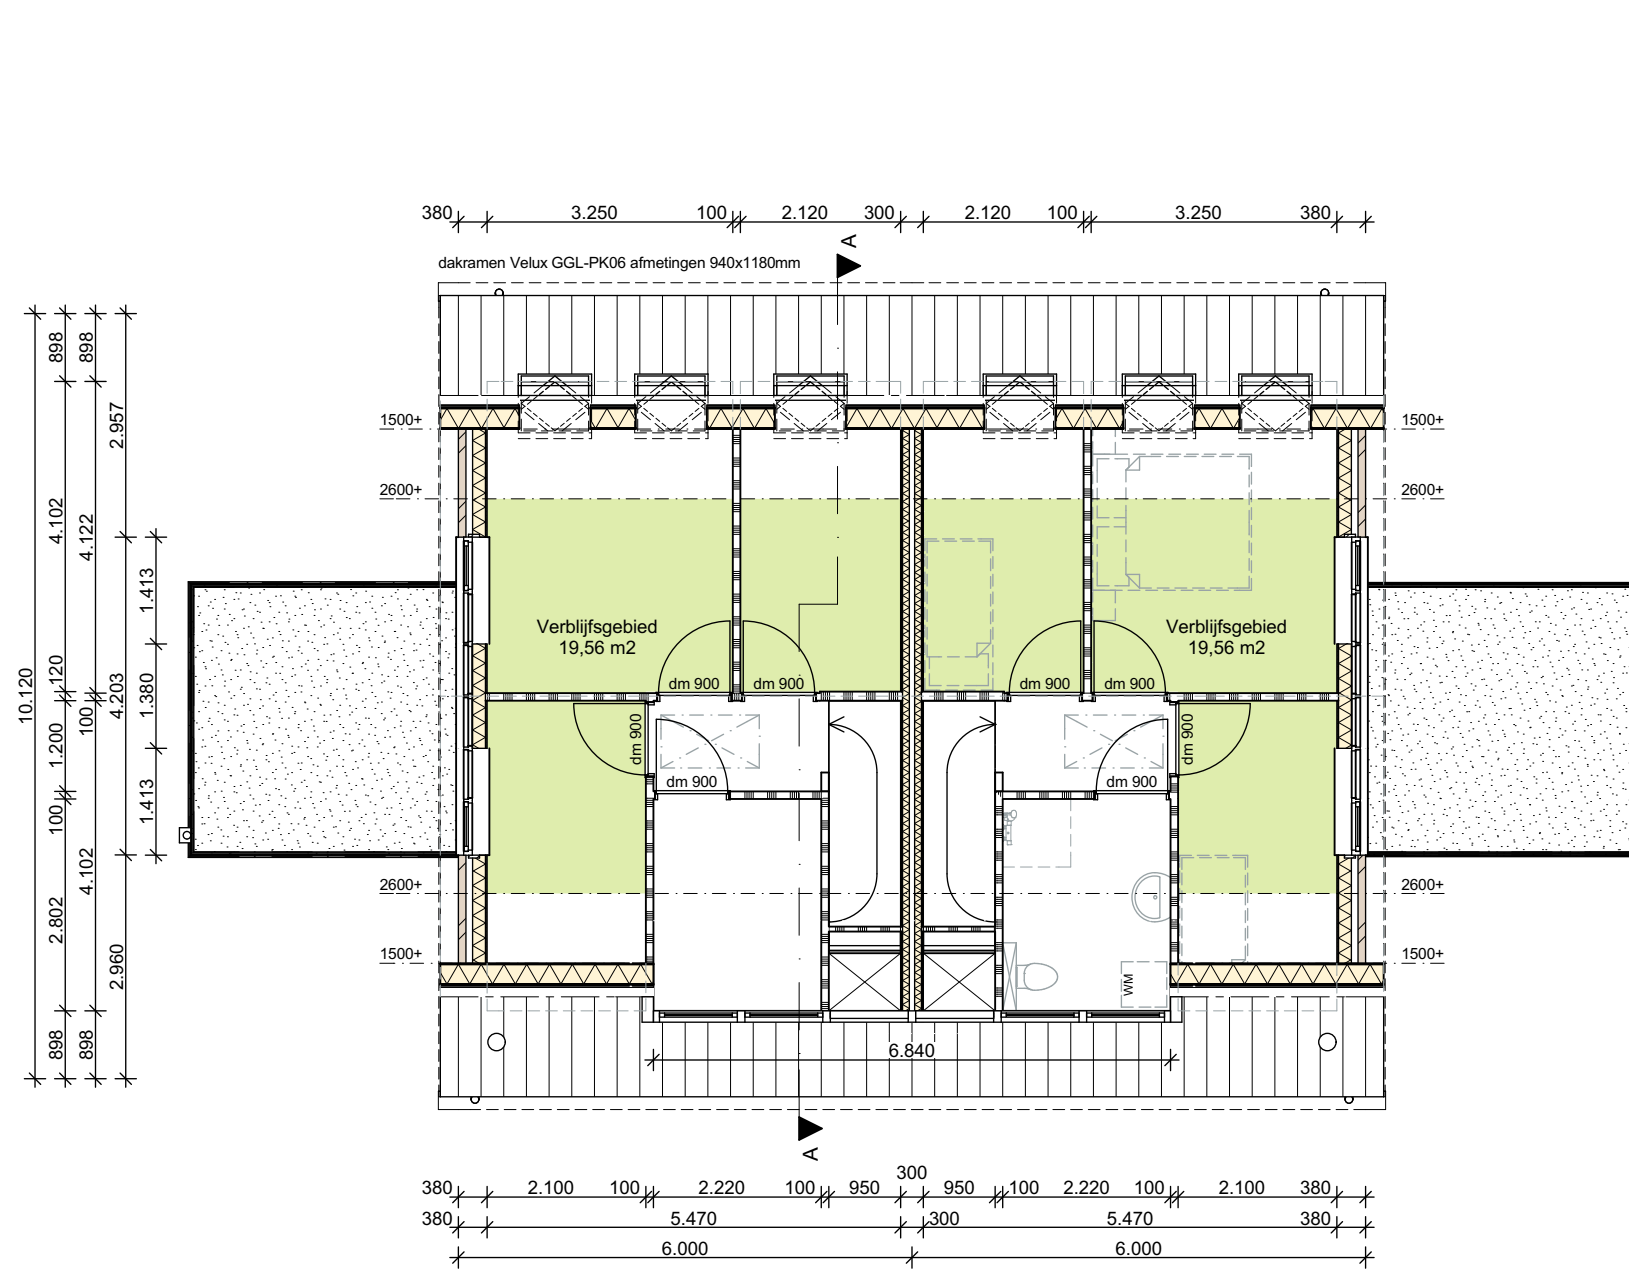 380 3.250 100 2.120 300 2.120 100 3.250 380
A
dakramen Velux GGL-PK06 afmetingen 940x1180mm
10.120
898
4.102
120
1.200
100
2.802
898
898
4.122
100
4.102
898
2.957
4.203
2.960
1.413
1.380
1.413
1500+ 1500+
2600+ 2600+
Verblijfsgebied Verblijfsgebied
19,56 m2 19,56 m2
dm 900 dm 900 dm 900 dm 900
dm 900 dm 900
dm 900 dm 900
2600+ 2600+
1500+ 1500+
WM
6.840
A
300
380 2.100 100 2.220 100 950 950 100 2.220 100 2.100 380
380 5.470 300 5.470 380
6.000 6.000